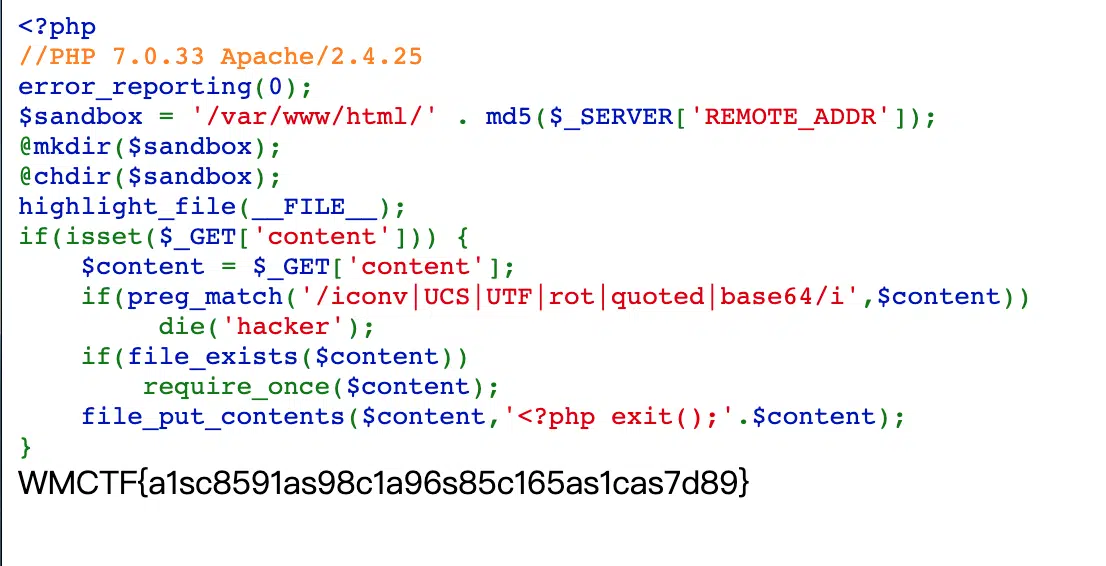 <?php
//PHP 7.0.33 Apache/2.4.25
error_reporting(0);
$sandbox = '/var/www/html/' . md5($_SERVER['REMOTE_ADDR']);
@mkdir($sandbox);
@chdir($sandbox);
highlight_file(__FILE__);
if(isset($_GET['content'])) {
    $content = $_GET['content'];
    if(preg_match('/iconv|UCS|UTF|rot|quoted|base64/i',$content))
         die('hacker');
    if(file_exists($content))
        require_once($content);
    file_put_contents($content,'<?php exit();'.$content);
}
WMCTF{a1sc8591as98c1a96s85c165as1cas7d89}